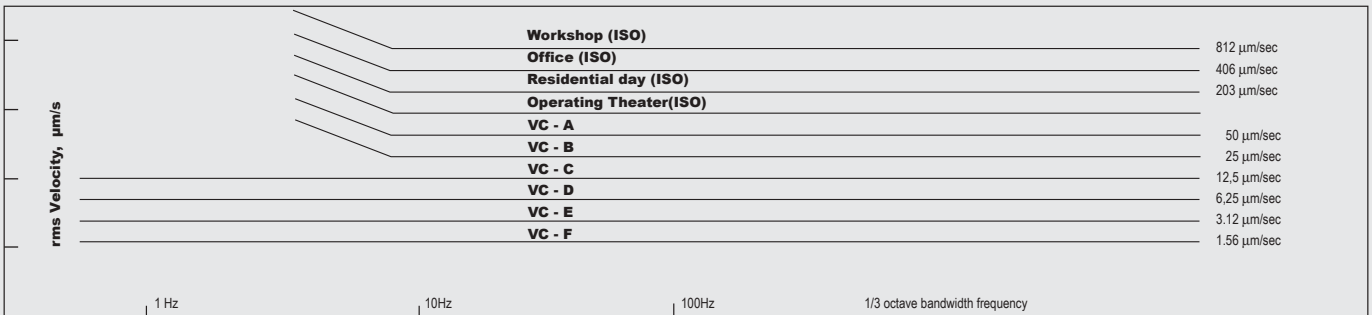 Workshop (ISO)
812 µm/sec
Office (ISO)
406 µm/sec
Residential day (ISO)
203 µm/sec
Operating Theater(ISO)
VC - A
50 µm/sec
VC - B
25 µm/sec
VC - C
12,5 µm/sec
VC - D
6,25 µm/sec
VC - E
3.12 µm/sec
VC - F
1.56 µm/sec
rms Velocity, µm/s
1 Hz
10Hz
100Hz
1/3 octave bandwidth frequency